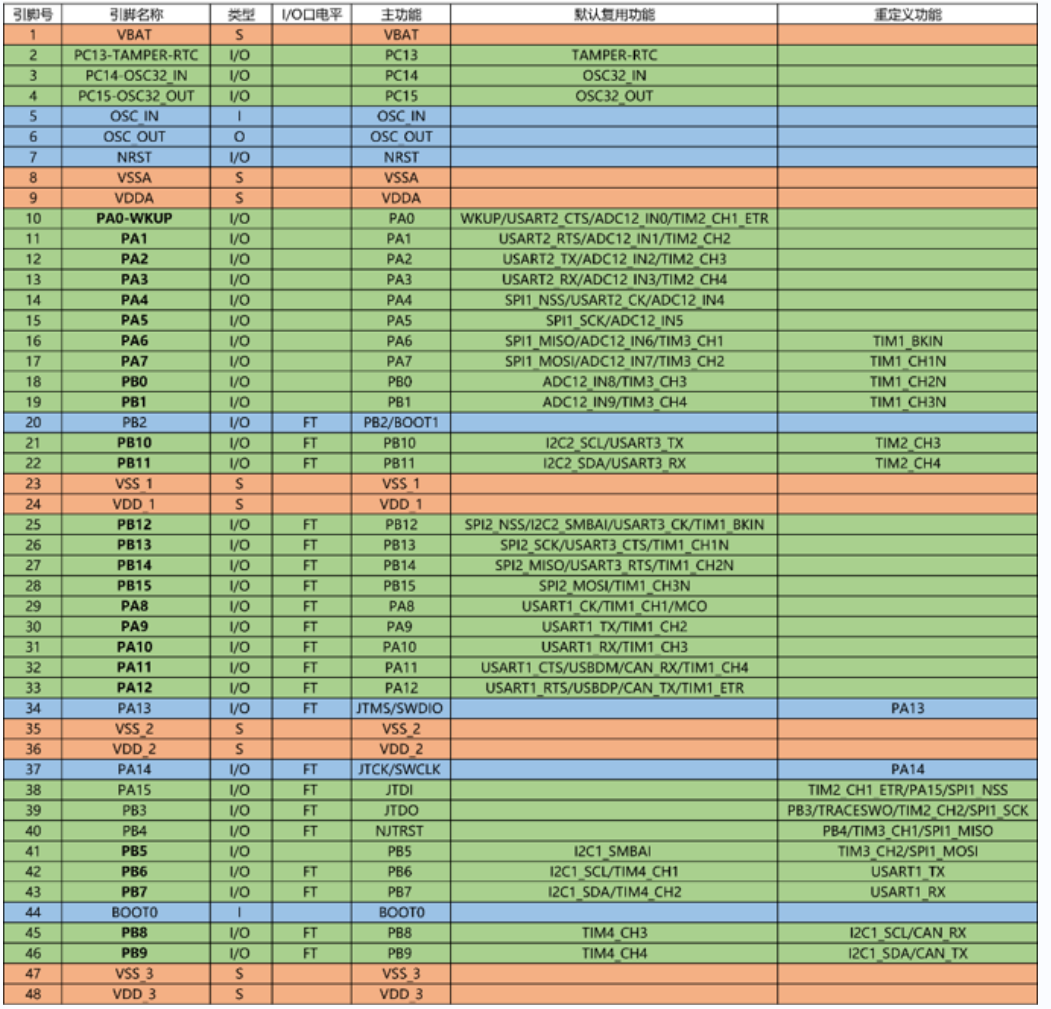 引脚号 引脚名称 类型 I/O口电平 主功能 默认复用功能 重定义功能
1 VBAT S VBAT
2 PC13-TAMPER-RTC I/O PC13 TAMPER-RTC
3 PC14-OSC32_IN I/O PC14 OSC32_IN
4 PC15-OSC32_OUT I/O PC15 OSC32_OUT
5 OSC_IN I OSC_IN
6 OSC_OUT O OSC_OUT
7 NRST I/O NRST
8 VSSA S VSSA
9 VDDA S VDDA
10 PA0-WKUP I/O PA0 WKUP/USART2_CTS/ADC12_IN0/TIM2_CH1_ETR
11 PA1 I/O PA1 USART2_RTS/ADC12_IN1/TIM2_CH2
12 PA2 I/O PA2 USART2_TX/ADC12_IN2/TIM2_CH3
13 PA3 I/O PA3 USART2_RX/ADC12_IN3/TIM2_CH4
14 PA4 I/O PA4 SPI1_NSS/USART2_CK/ADC12_IN4
15 PA5 I/O PA5 SPI1_SCK/ADC12_IN5
16 PA6 I/O PA6 SPI1_MISO/ADC12_IN6/TIM3_CH1 TIM1_BKIN
17 PA7 I/O PA7 SPI1_MOSI/ADC12_IN7/TIM3_CH2 TIM1_CH1N
18 PB0 I/O PB0 ADC12_IN8/TIM3_CH3 TIM1_CH2N
19 PB1 I/O PB1 ADC12_IN9/TIM3_CH4 TIM1_CH3N
20 PB2 I/O FT PB2/BOOT1
21 PB10 I/O FT PB10 I2C2_SCL/USART3_TX TIM2_CH3
22 PB11 I/O FT PB11 I2C2_SDA/USART3_RX TIM2_CH4
23 VSS_1 S VSS_1
24 VDD_1 S VDD_1
25 PB12 I/O FT PB12 SPI2_NSS/I2C2_SMBAI/USART3_CK/TIM1_BKIN
26 PB13 I/O FT PB13 SPI2_SCK/USART3_CTS/TIM1_CH1N
27 PB14 I/O FT PB14 SPI2_MISO/USART3_RTS/TIM1_CH2N
28 PB15 I/O FT PB15 SPI2_MOSI/TIM1_CH3N
29 PA8 I/O FT PA8 USART1_CK/TIM1_CH1/MCO
30 PA9 I/O FT PA9 USART1_TX/TIM1_CH2
31 PA10 I/O FT PA10 USART1_RX/TIM1_CH3
32 PA11 I/O FT PA11 USART1_CTS/USBDM/CAN_RX/TIM1_CH4
33 PA12 I/O FT PA12 USART1_RTS/USBDP/CAN_TX/TIM1_ETR
34 PA13 I/O FT JTMS/SWDIO PA13
35 VSS_2 S VSS_2
36 VDD_2 S VDD_2
37 PA14 I/O FT JTCK/SWCLK PA14
38 PA15 I/O FT JTDI TIM2_CH1_ETR/PA15/SPI1_NSS
39 PB3 I/O FT JTDO PB3/TRACESWO/TIM2_CH2/SPI1_SCK
40 PB4 I/O FT NJTRST PB4/TIM3_CH1/SPI1_MISO
41 PB5 I/O PB5 I2C1_SMBAI TIM3_CH2/SPI1_MOSI
42 PB6 I/O FT PB6 I2C1_SCL/TIM4_CH1 USART1_TX
43 PB7 I/O FT PB7 I2C1_SDA/TIM4_CH2 USART1_RX
44 BOOT0 I BOOT0
45 PB8 I/O FT PB8 TIM4_CH3 I2C1_SCL/CAN_RX
46 PB9 I/O FT PB9 TIM4_CH4 I2C1_SDA/CAN_TX
47 VSS_3 S VSS_3
48 VDD_3 S VDD_3